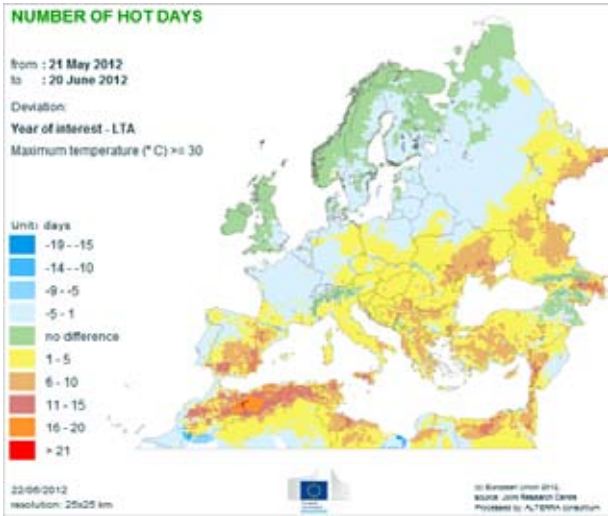 NUMBER OF HOT DAYS
from : 21 May 2012
to : 20 June 2012
Deviation:
Year of interest - LTA
Maximum temperature (° C) >= 30
Unit: days
-19 - -15
-14 - -10
-9 - -5
-5 - 1
no difference
1 - 5
6 - 10
11 - 15
16 - 20
> 21
22/06/2012
resolution: 25x25 km
(c) European Union 2012,
source: Joint Research Centre
Processed by: ALTERRA consortium